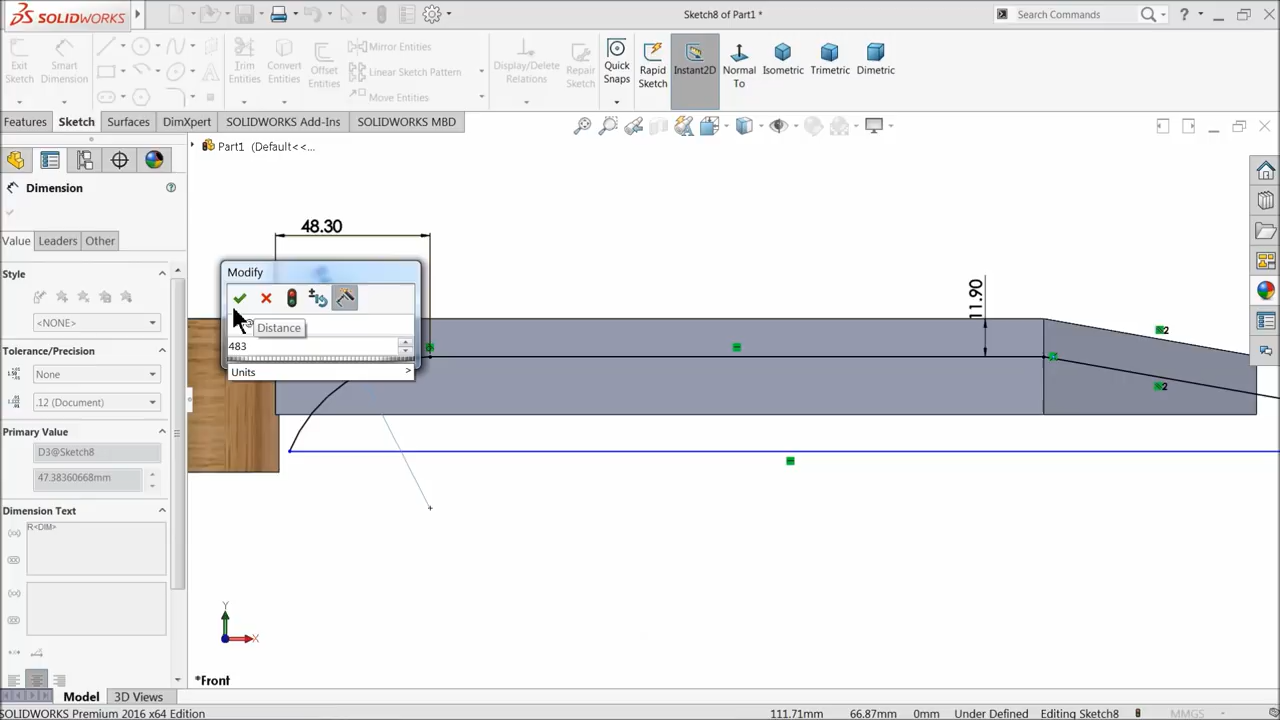 SOLIDWORKS
Sketch8 of Part1 *
Search Commands
Exit Sketch
Smart Dimension
Trim Entities
Convert Entities
Offset Entities
Mirror Entities
Linear Sketch Pattern
Move Entities
Display/Delete Relations
Repair Sketch
Quick Snaps
Rapid Sketch
Instant2D
Normal To
Isometric
Trimetric
Dimetric
Features
Sketch
Surfaces
DimXpert
SOLIDWORKS Add-Ins
SOLIDWORKS MBD
Part1 (Default<<...
Dimension
Value
Leaders
Other
Style
<NONE>
Tolerance/Precision
None
.12 (Document)
Primary Value
D3@Sketch8
47.38360668mm
Dimension Text
R<DIM>
48.30
Modify
Distance
483
Units >
11.90
2
2
Y
X
*Front
Model
3D Views
SOLIDWORKS Premium 2016 x64 Edition
111.71mm
66.87mm
0mm
Under Defined
Editing Sketch8
MMGS